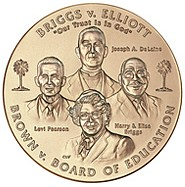 BRIGGS v. ELLIOTT
"Our Trust is in God"
Joseph A. DeLaine
Levi Pearson
Harry & Eliza
Briggs
BROWN v. BOARD OF EDUCATION